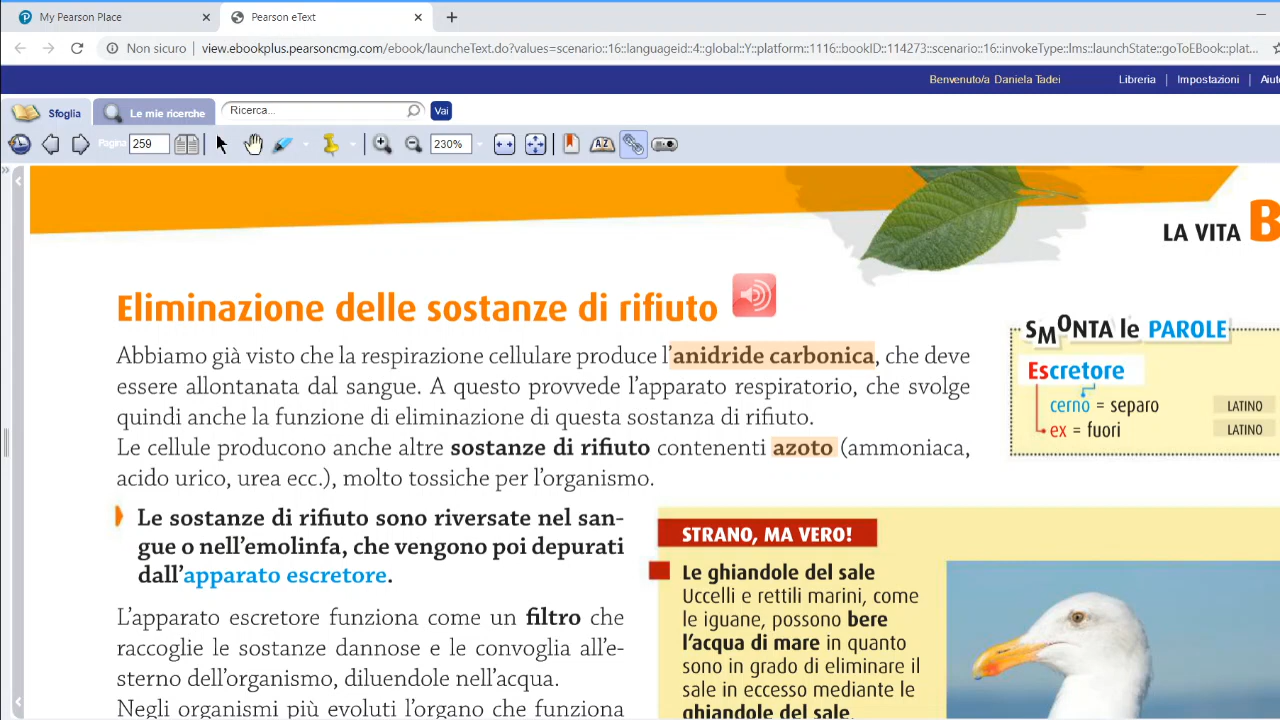 My Pearson Place
Pearson eText
Non sicuro
view.ebookplus.pearsoncmg.com/ebook/launcheText.do?values=scenario::16::languageid::4::global::Y::platform::1116::bookID::114273::scenario::16::invokeType::lms::launchState::goToEBook::plat...
Benvenuto/a Daniela Tadei
Libreria | Impostazioni | Aiut
Sfoglia
Le mie ricerche
Ricerca...
Vai
Pagina 259
230%
A Z
LA VITA B
Eliminazione delle sostanze di rifiuto
Abbiamo già visto che la respirazione cellulare produce l'anidride carbonica, che deve
essere allontanata dal sangue. A questo provvede l'apparato respiratorio, che svolge
quindi anche la funzione di eliminazione di questa sostanza di rifiuto.
Le cellule producono anche altre sostanze di rifiuto contenenti azoto (ammoniaca,
acido urico, urea ecc.), molto tossiche per l'organismo.
Le sostanze di rifiuto sono riversate nel san-
gue o nell'emolinfa, che vengono poi depurati
dall'apparato escretore.
L'apparato escretore funziona come un filtro che
raccoglie le sostanze dannose e le convoglia all'e-
sterno dell'organismo, diluendole nell'acqua.
Negli organismi più evoluti l'organo che funziona
SMONTA le PAROLE
Escretore
cerno = separo LATINO
ex = fuori LATINO
STRANO, MA VERO!
Le ghiandole del sale
Uccelli e rettili marini, come
le iguane, possono bere
l'acqua di mare in quanto
sono in grado di eliminare il
sale in eccesso mediante le
ghiandole del sale.